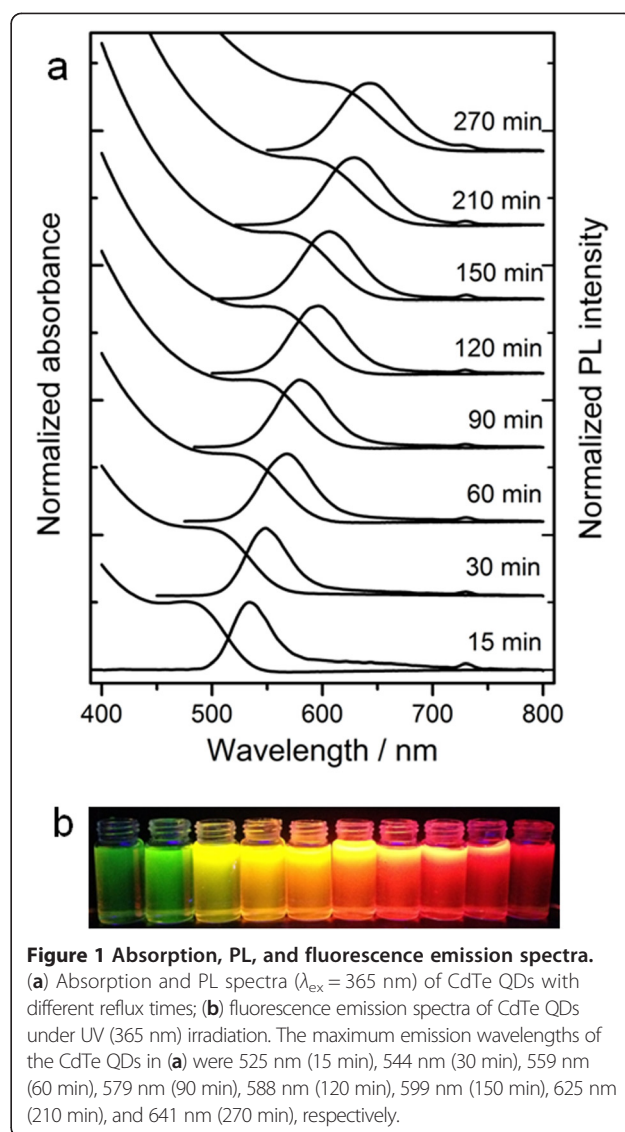 a
270 min
210 min
150 min
120 min
90 min
60 min
30 min
15 min
Normalized absorbance
Normalized PL intensity
400 500 600 700 800
Wavelength / nm
b
Figure 1 Absorption, PL, and fluorescence emission spectra.
(a) Absorption and PL spectra (λex = 365 nm) of CdTe QDs with
different reflux times; (b) fluorescence emission spectra of CdTe QDs
under UV (365 nm) irradiation. The maximum emission wavelengths of
the CdTe QDs in (a) were 525 nm (15 min), 544 nm (30 min), 559 nm
(60 min), 579 nm (90 min), 588 nm (120 min), 599 nm (150 min), 625 nm
(210 min), and 641 nm (270 min), respectively.